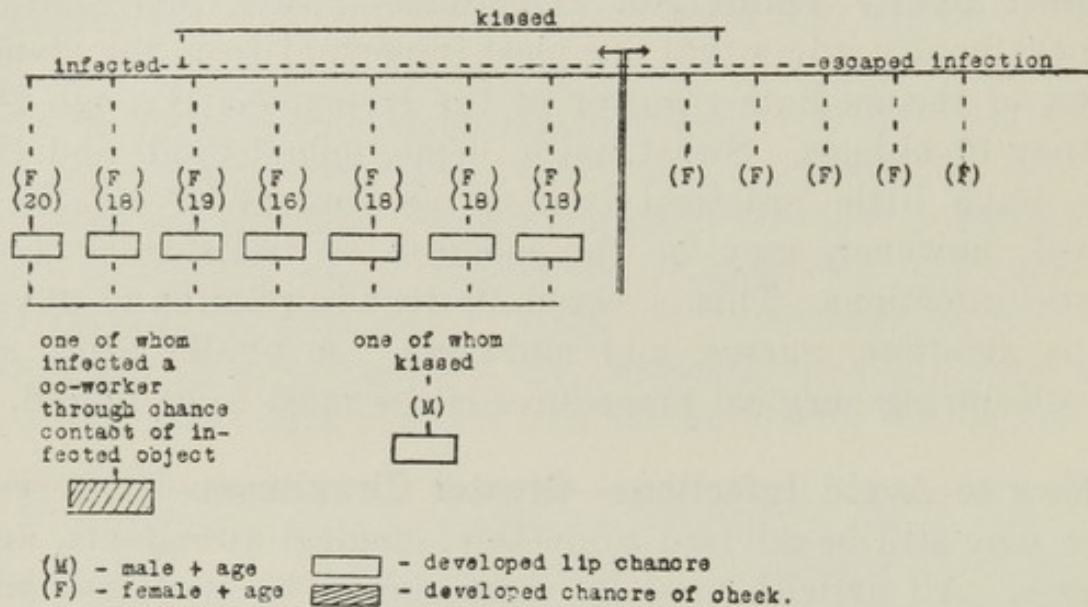 kissed
infected - escaped infection
(F) (F) (F) (F) (F) (F) (F) (F) (F) (F) (F) (F)
(20) (18) (19) (16) (18) (18) (18)
one of whom
infected a
co-worker
through chance
contact of in-
fected object
one of whom
kissed
(M)
(M) - male + age
(F) - female + age
- developed lip chancre
- developed chancre of cheek.